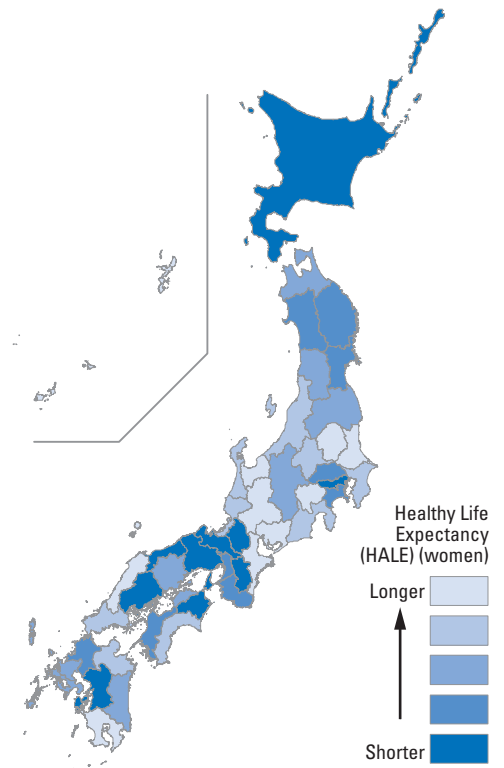 Healthy Life
Expectancy
(HALE) (women)
Longer
Shorter